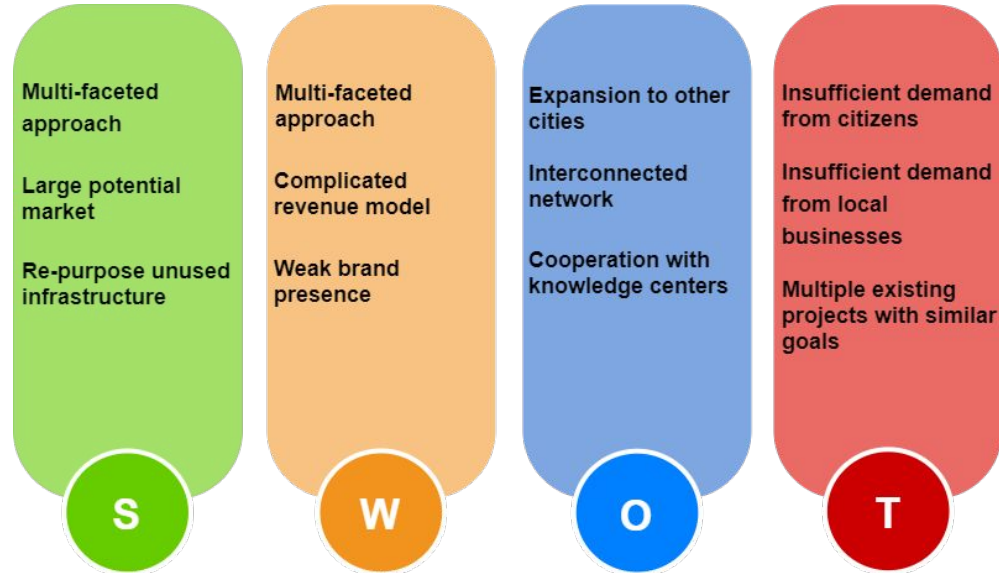 Multi-faceted
approach
Large potential
market
Re-purpose unused
infrastructure
S
Multi-faceted
approach
Complicated
revenue model
Weak brand
presence
W
Expansion to other
cities
Interconnected
network
Cooperation with
knowledge centers
O
Insufficient demand
from citizens
Insufficient demand
from local
businesses
Multiple existing
projects with similar
goals
T